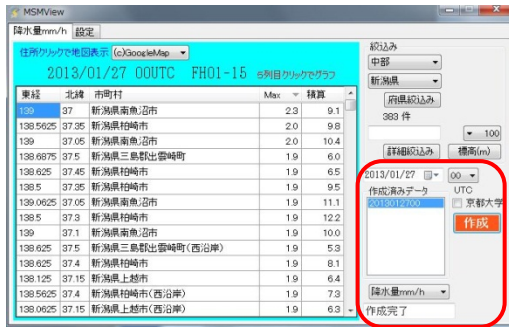 MSMView
降水量mm/h 設定
住所クリックで地図表示 (c)GoogleMap
2013/01/27 00UTC FH01-15 5列目クリックでグラフ
東経 北緯 市町村 Max 積算
139 37 新潟県南魚沼市 2.3 9.1
138.5625 37.35 新潟県柏崎市 2.0 9.8
139 37.05 新潟県南魚沼市 2.0 10.4
138.6875 37.5 新潟県三島郡出雲崎町 1.9 6.0
138.625 37.45 新潟県柏崎市 1.9 6.5
138.5 37.35 新潟県柏崎市 1.9 9.5
139.0625 37.05 新潟県南魚沼市 1.9 11.1
138.5 37.3 新潟県柏崎市 1.9 12.2
139 37.1 新潟県南魚沼市 1.9 10.0
138.625 37.5 新潟県三島郡出雲崎町(西沿岸) 1.9 5.3
138.625 37.4 新潟県柏崎市 1.9 8.1
138.125 37.15 新潟県上越市 1.9 6.4
138.5625 37.4 新潟県柏崎市(西沿岸) 1.9 7.3
138.0625 37.15 新潟県上越市(西沿岸) 1.9 6.3
絞込み
中部
新潟県
府県絞込み
383 件
100
詳細絞込み 標高(m)
2013/01/27 00
作成済みデータ UTC
2013012700 京都大学
作成
降水量mm/h
作成完了